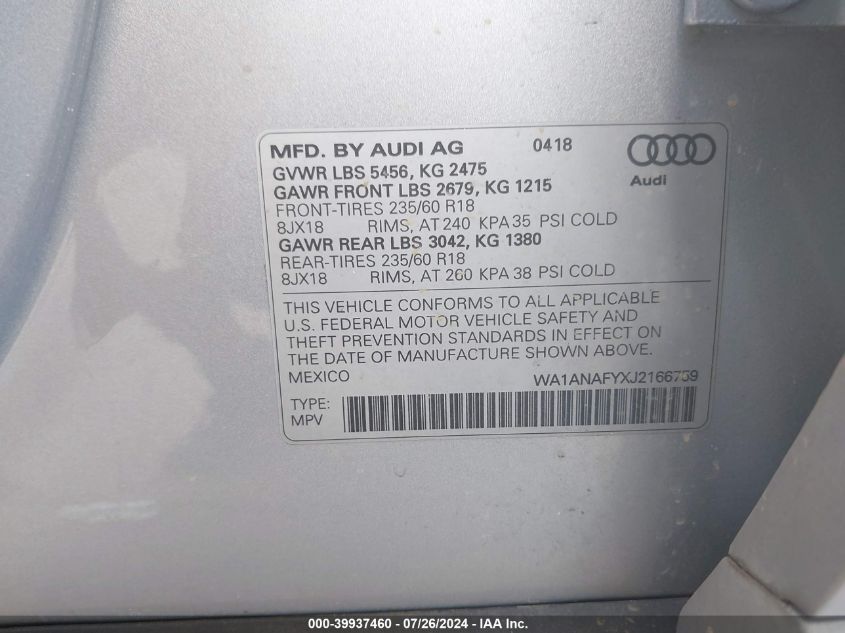 MFD. BY AUDI AG 0418
GVWR LBS 5456, KG 2475
GAWR FRONT LBS 2679, KG 1215
Audi
FRONT-TIRES 235/60 R18
8JX18 RIMS, AT 240 KPA 35 PSI COLD
GAWR REAR LBS 3042, KG 1380
REAR-TIRES 235/60 R18
8JX18 RIMS, AT 260 KPA 38 PSI COLD
THIS VEHICLE CONFORMS TO ALL APPLICABLE
U.S. FEDERAL MOTOR VEHICLE SAFETY AND
THEFT PREVENTION STANDARDS IN EFFECT ON
THE DATE OF MANUFACTURE SHOWN ABOVE.
MEXICO WA1ANAFYXJ2166759
TYPE:
MPV
000-39937460 - 07/26/2024 - IAA Inc.